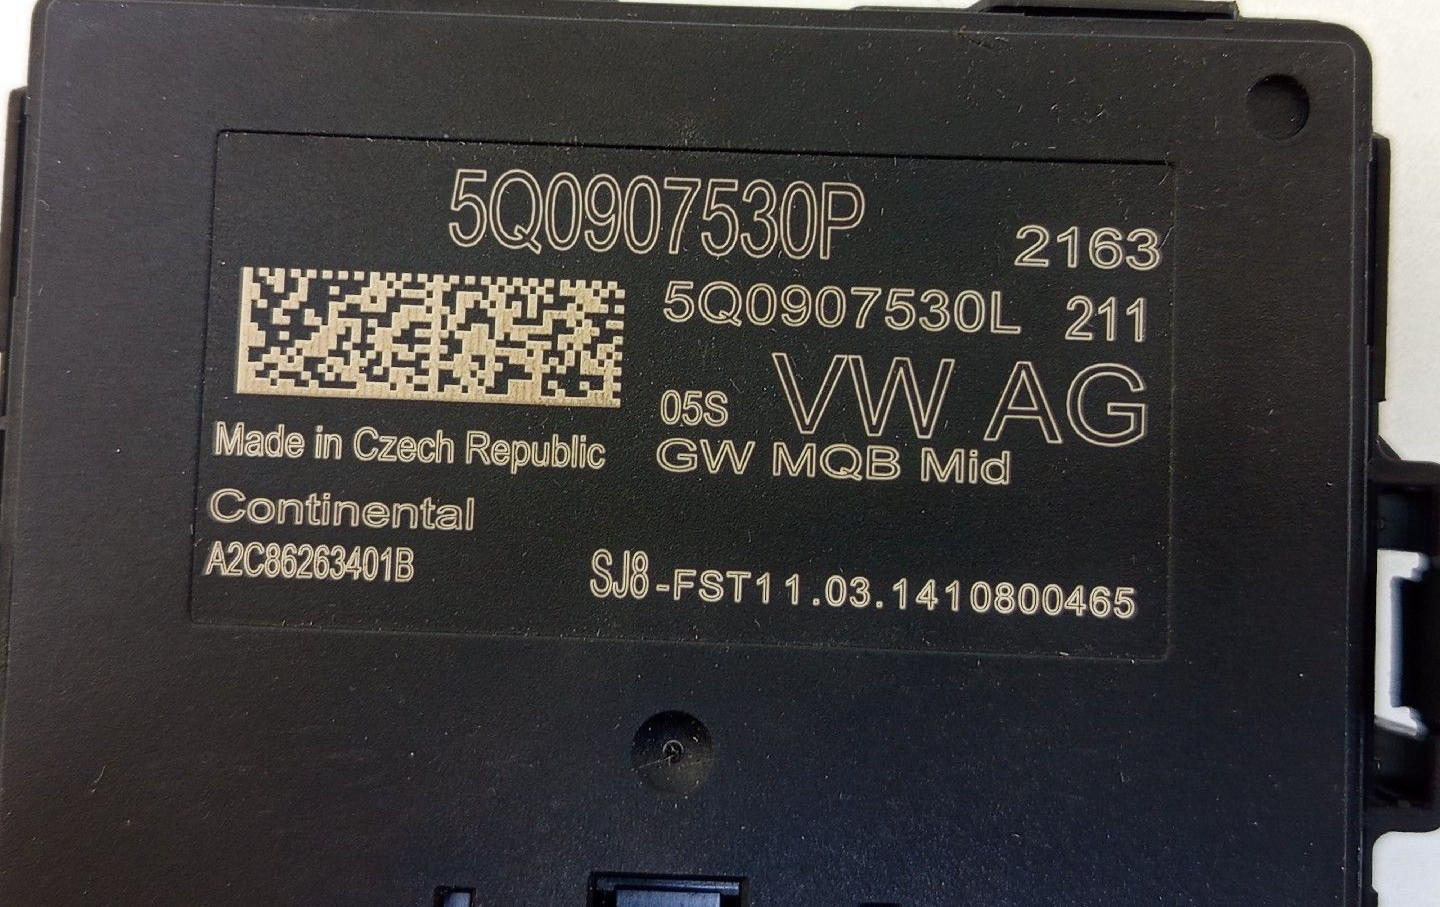 5Q0907530P
2163
5Q0907530L 211
05S VW AG
Made in Czech Republic
GW MQB Mid
Continental
A2C86263401B
SJ8-FST11.03.1410800465